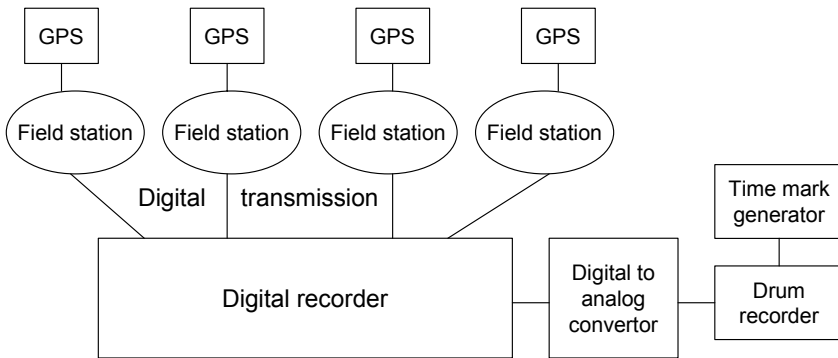 GPS
GPS
GPS
GPS
Field station
Field station
Field station
Field station
Digital transmission
Time mark
generator
Digital recorder
Digital to
analog
convertor
Drum
recorder